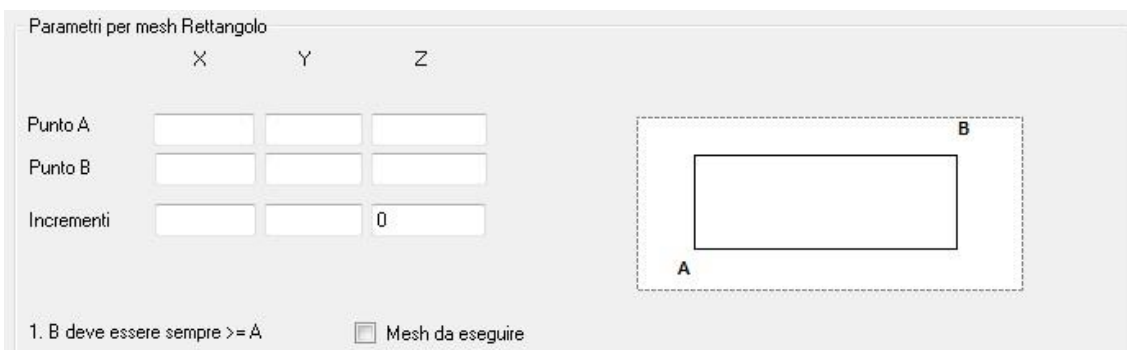 Parametri per mesh Rettangolo
X Y Z
Punto A
B
Punto B
Incrementi 0
A
1. B deve essere sempre >= A Mesh da eseguire